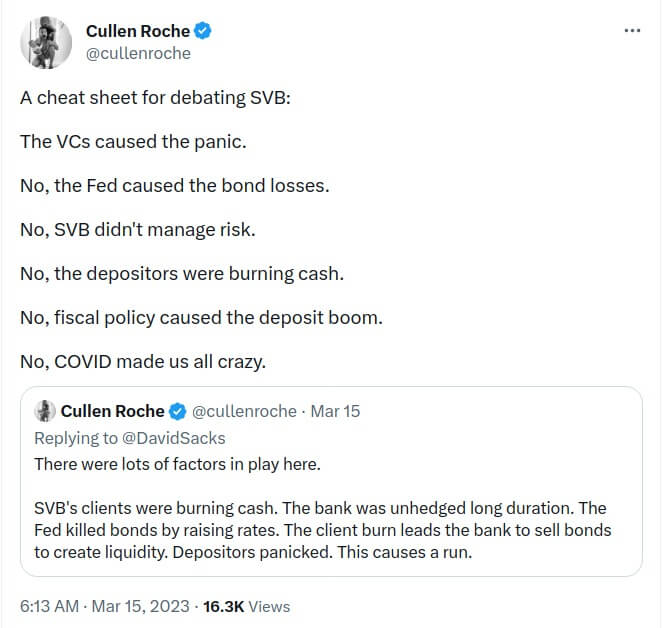 Cullen Roche
@cullenroche
A cheat sheet for debating SVB:
The VCs caused the panic.
No, the Fed caused the bond losses.
No, SVB didn't manage risk.
No, the depositors were burning cash.
No, fiscal policy caused the deposit boom.
No, COVID made us all crazy.
Cullen Roche @cullenroche · Mar 15
Replying to @DavidSacks
There were lots of factors in play here.
SVB's clients were burning cash. The bank was unhedged long duration. The
Fed killed bonds by raising rates. The client burn leads the bank to sell bonds
to create liquidity. Depositors panicked. This causes a run.
6:13 AM · Mar 15, 2023 · 16.3K Views